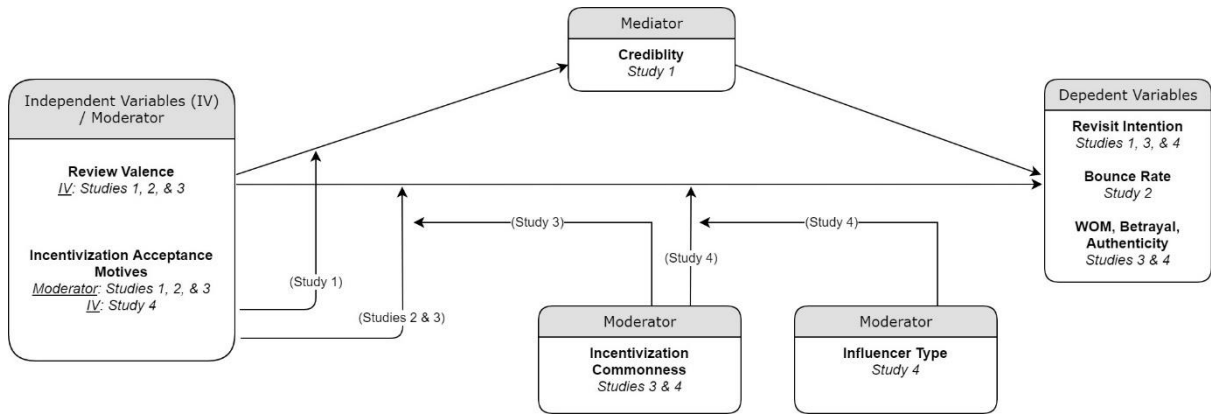 Mediator
Crediblity
Study 1
Independent Variables (IV)
/ Moderator
Review Valence
IV: Studies 1, 2, & 3
Incentivization Acceptance
Motives
Moderator: Studies 1, 2, & 3
IV: Study 4
Depedent Variables
Revisit Intention
Studies 1, 3, & 4
Bounce Rate
Study 2
WOM, Betrayal,
Authenticity
Studies 3 & 4
(Study 3)
(Study 4)
(Study 4)
(Study 1)
(Studies 2 & 3)
Moderator
Incentivization
Commonness
Studies 3 & 4
Moderator
Influencer Type
Study 4